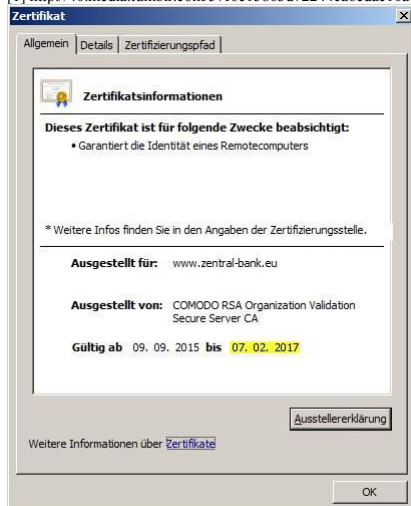 Zertifikat
Allgemein Details Zertifizierungspfad
Zertifikatsinformationen
Dieses Zertifikat ist für folgende Zwecke beabsichtigt:
• Garantiert die Identität eines Remotecomputers
* Weitere Infos finden Sie in den Angaben der Zertifizierungsstelle.
Ausgestellt für: www.zentral-bank.eu
Ausgestellt von: COMODO RSA Organization Validation
Secure Server CA
Gültig ab 09. 09. 2015 bis 07. 02. 2017
Ausstellererklärung
Weitere Informationen über Zertifikate
OK